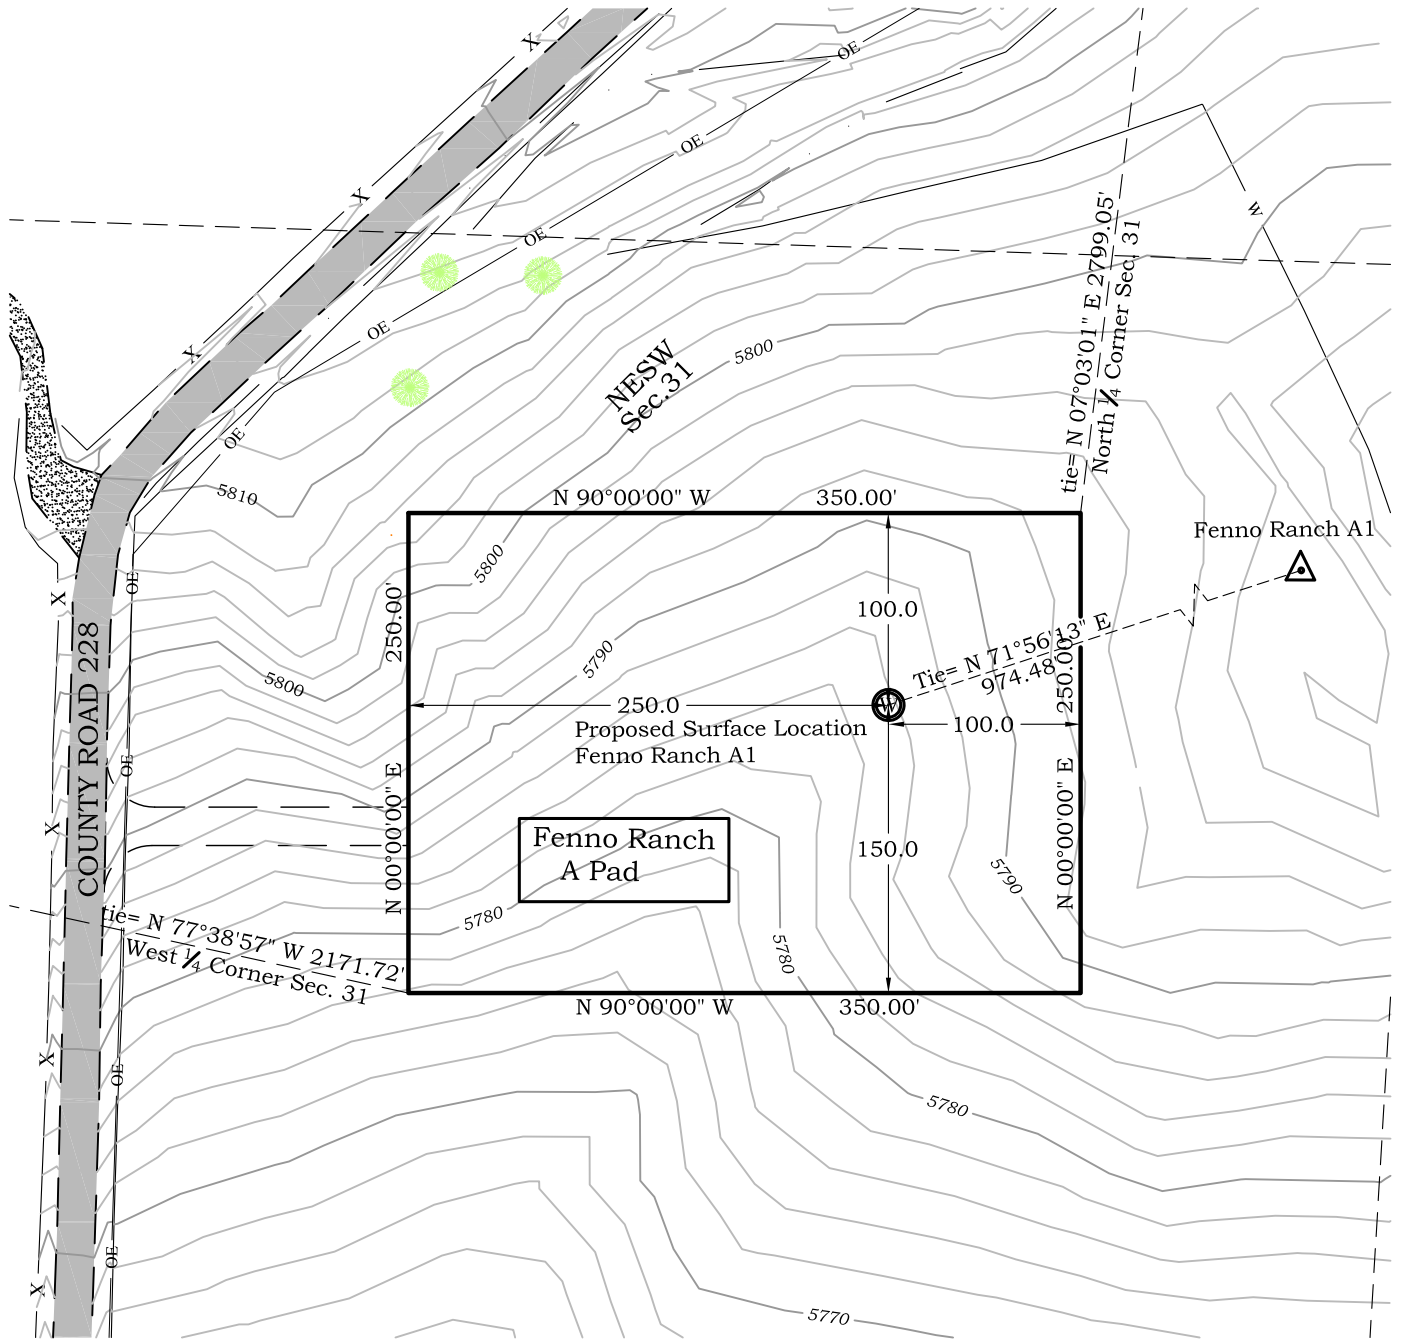 X
OE
OE
X
W
OE
tie= N 07°03'01" E 2799.05'
North ¼ Corner Sec. 31
OE
X
5800
NESW
Sec.31
OE
5810
N 90°00'00" W 350.00'
Fenno Ranch A1
5800
OE
X
250.00'
100.0
COUNTY ROAD 228
5790
Tie= N 71°56'13" E
974.48'
250.00'
5800
250.0
W
100.0
Proposed Surface Location
Fenno Ranch A1
OE
N 00°00'00" E
N 00°00'00" E
X
Fenno Ranch
A Pad
150.0
5790
5780
tie= N 77°38'57" W 2171.72'
West ¼ Corner Sec. 31
5780
N 90°00'00" W 350.00'
X
OE
5780
OE
X
5770